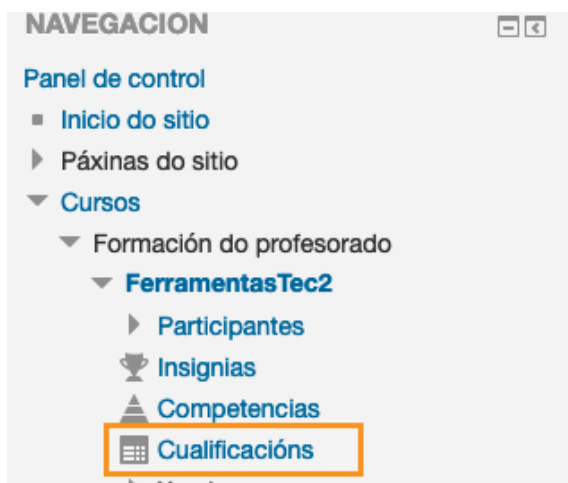 NAVEGACION
Panel de control
Inicio do sitio
Páxinas do sitio
Cursos
Formación do profesorado
FerramentasTec2
Participantes
Insignias
Competencias
Cualificacións